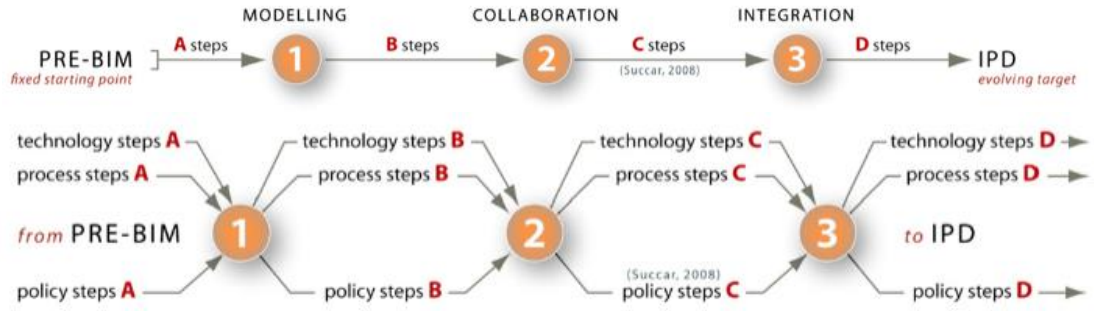 MODELLING COLLABORATION INTEGRATION
PRE-BIM A steps 1 B steps 2 C steps 3 D steps IPD
fixed starting point (Succar, 2008) evolving target
technology steps A technology steps B technology steps C technology steps D
process steps A process steps B process steps C process steps D
from PRE-BIM 1 2 3 to IPD
(Succar, 2008)
policy steps A policy steps B policy steps C policy steps D